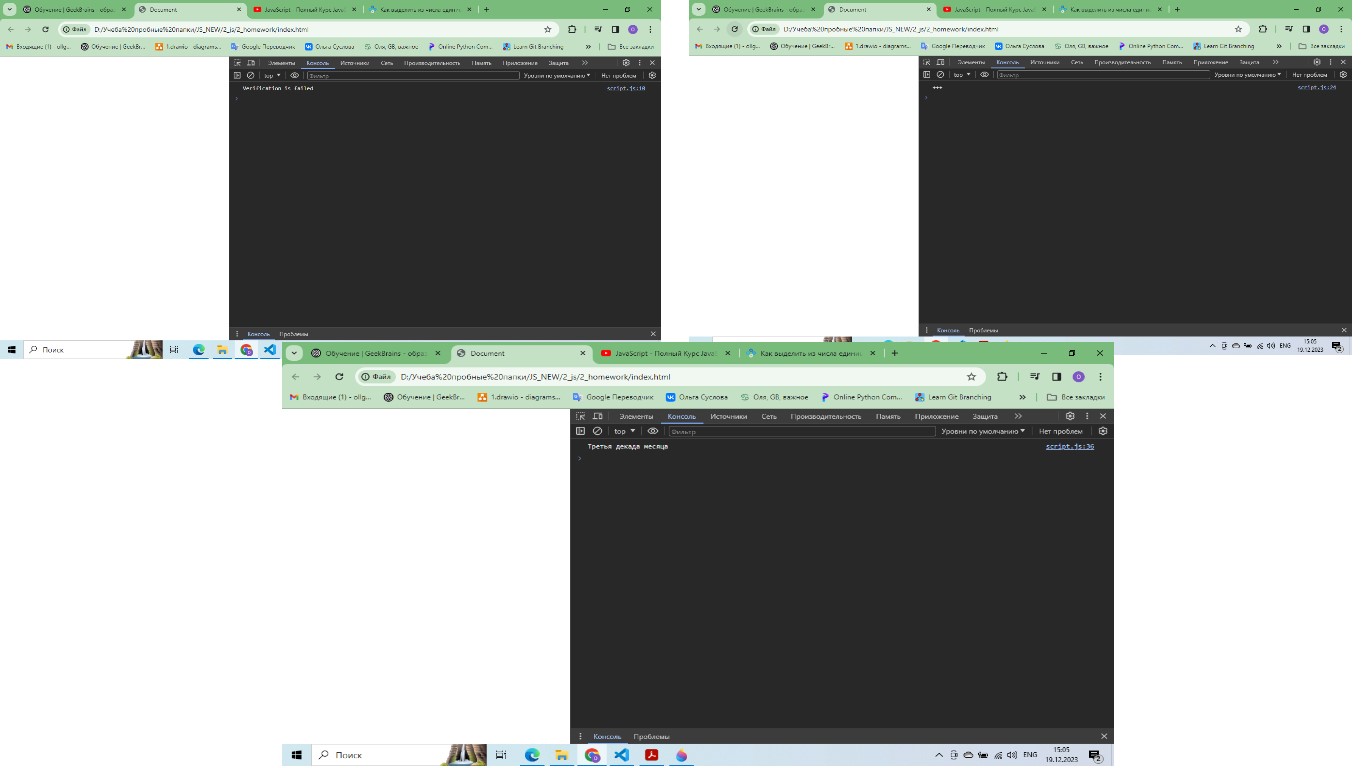 Обучение | GeekBrains - обра
Document
JavaScript - Полный Курс Java
Как выделить из числа едини
Файл
D:/Учеба%20пробные%20папки/JS_NEW/2_js/2_homework/index.html
Входящие (1) - olig...
Обучение | GeekBr...
1.drawio - diagrams...
Google Переводчик
Ольга Суслова
Оля, GB, важное
Online Python Com...
Learn Git Branching
»
Все закладки
Элементы Консоль Источники Сеть Производительность Память Приложения Защита »
top
Фильтр
Уровни по умолчанию
Нет проблем
Verification is failed
script.js:10
Консоль Проблемы
Поиск
Обучение | GeekBrains - обра
Document
JavaScript - Полный Курс Java
Как выделить из числа едини
Файл
D:/Учеба%20пробные%20папки/JS_NEW/2_js/2_homework/index.html
Входящие (1) - olig...
Обучение | GeekBr...
1.drawio - diagrams...
Google Переводчик
Ольга Суслова
Оля, GB, важное
Online Python Com...
Learn Git Branching
»
Все закладки
Элементы Консоль Источники Сеть Производительность Память Приложение Защита »
top
Фильтр
Уровни по умолчанию
Нет проблем
+++
script.js:24
Консоль Проблемы
ENG
15:05
19.12.2023
Обучение | GeekBrains - обра
Document
JavaScript - Полный Курс Java
Как выделить из числа едини
Файл
D:/Учеба%20пробные%20папки/JS_NEW/2_js/2_homework/index.html
Входящие (1) - olig...
Обучение | GeekBr...
1.drawio - diagrams...
Google Переводчик
Ольга Суслова
Оля, GB, важное
Online Python Com...
Learn Git Branching
»
Все закладки
Элементы Консоль Источники Сеть Производительность Память Приложение Защита »
top
Фильтр
Уровни по умолчанию
Нет проблем
Третья декада месяца
script.js:36
Консоль Проблемы
Поиск
ENG
15:05
19.12.2023